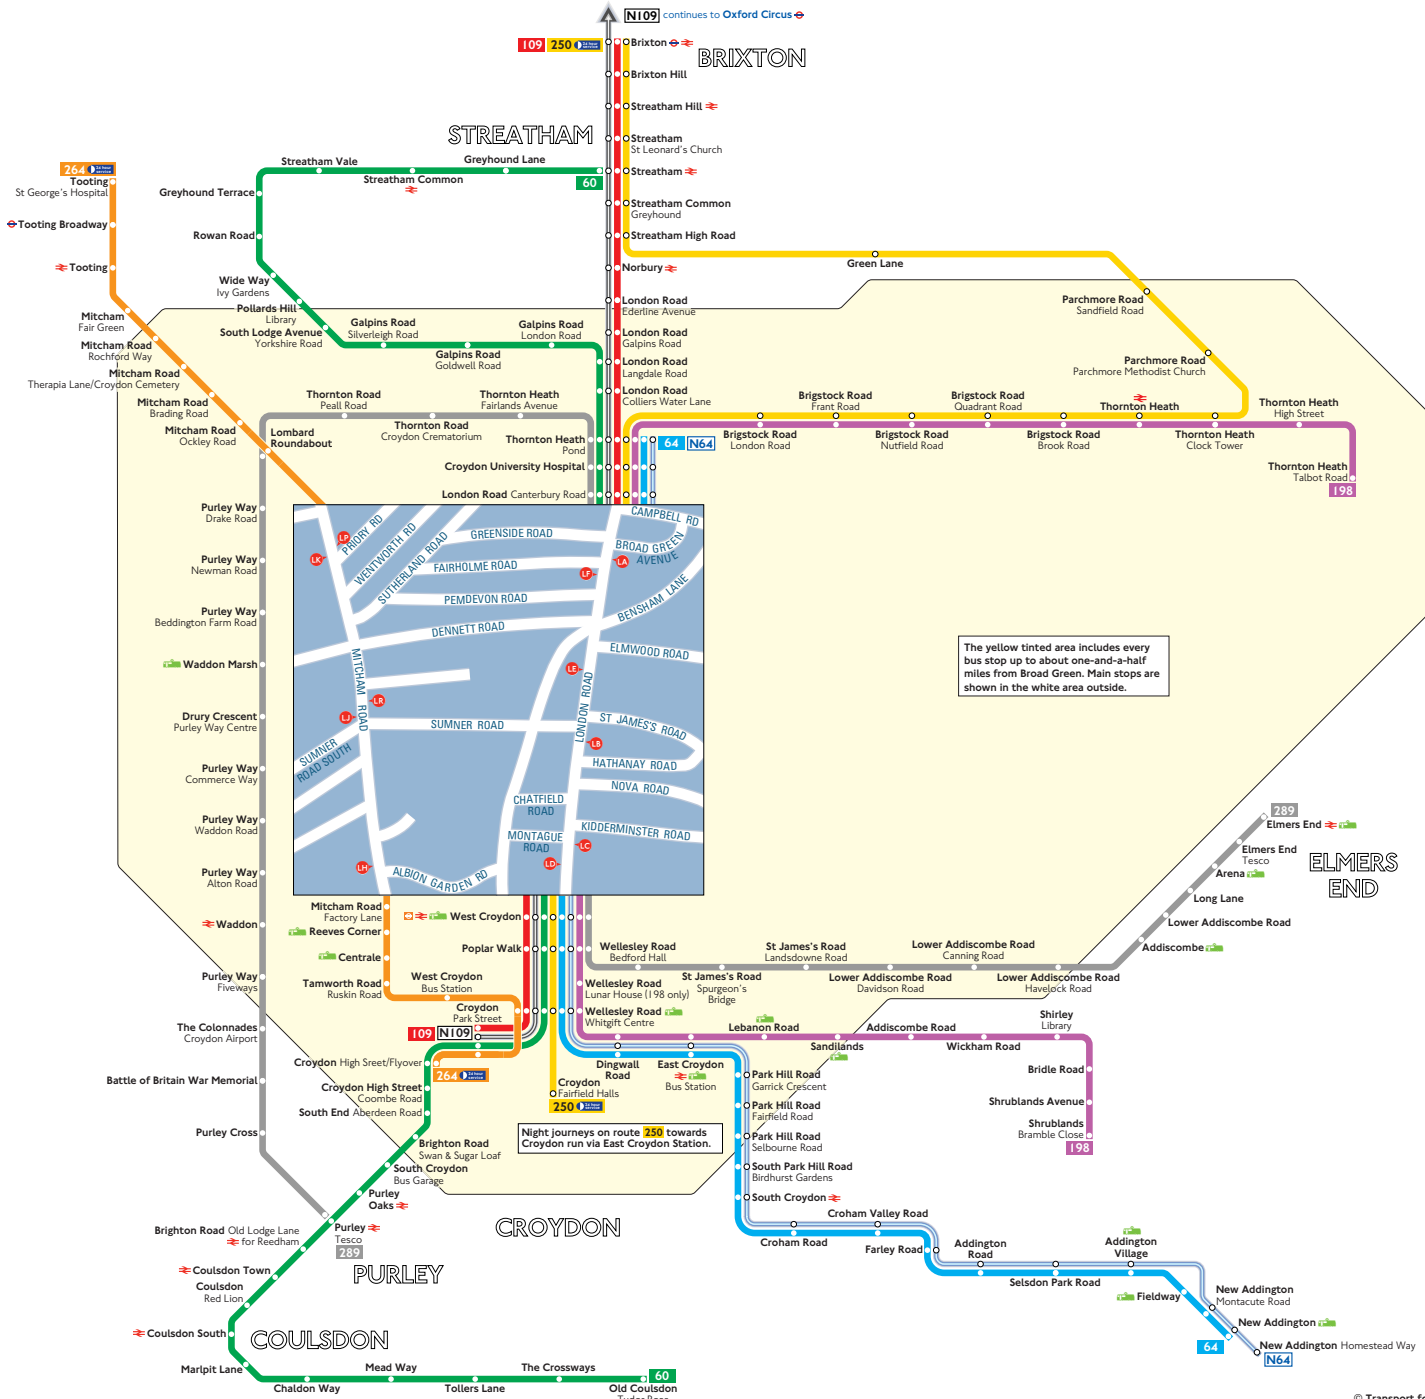 N109 continues to Oxford Circus
109 250 24 hour service
Brixton
BRIXTON
Brixton Hill
Streatham Hill
STREATHAM
Streatham
St Leonard's Church
Streatham
Streatham Common
Greyhound
Streatham High Road
Norbury
London Road
Ederline Avenue
London Road
Galpins Road
London Road
Langdale Road
London Road
Colliers Water Lane
264 24 hour service
Tooting
St George's Hospital
Tooting Broadway
Tooting
Mitcham
Fair Green
Mitcham Road
Rochford Way
Mitcham Road
Therapia Lane/Croydon Cemetery
Mitcham Road
Brading Road
Mitcham Road
Ockley Road
60
Greyhound Lane
Streatham Common
Streatham Vale
Greyhound Terrace
Rowan Road
Wide Way
Ivy Gardens
Pollards Hill
Library
South Lodge Avenue
Yorkshire Road
Galpins Road
Silverleigh Road
Galpins Road
Goldwell Road
Galpins Road
London Road
Green Lane
Parchmore Road
Sandfield Road
Parchmore Road
Parchmore Methodist Church
Thornton Heath
High Street
Thornton Heath
Brigstock Road
Quadrant Road
Brigstock Road
Frant Road
Brigstock Road
London Road
Brigstock Road
Nutfield Road
Brigstock Road
Brook Road
Thornton Heath
Clock Tower
Thornton Heath
Talbot Road
198
64 N64
Thornton Road
Peall Road
Thornton Road
Croydon Crematorium
Thornton Heath
Fairlands Avenue
Thornton Heath
Pond
Croydon University Hospital
London Road Canterbury Road
Lombard
Roundabout
Purley Way
Drake Road
Purley Way
Newman Road
Purley Way
Beddington Farm Road
Waddon Marsh
Drury Crescent
Purley Way Centre
Purley Way
Commerce Way
Purley Way
Waddon Road
Purley Way
Alton Road
Waddon
Purley Way
Fiveways
The Colonnades
Croydon Airport
Battle of Britain War Memorial
Purley Cross
CAMPBELL RD
PRIORY RD
WENTWORTH RD
SUTHERLAND ROAD
GREENSIDE ROAD
BROAD GREEN
AVENUE
FAIRHOLME ROAD
PEMDEVON ROAD
BENSHAM LANE
DENNETT ROAD
ELMWOOD ROAD
MITCHAM ROAD
LONDON ROAD
SUMNER ROAD
ST JAMES'S ROAD
SUMNER
ROAD SOUTH
HATHANAY ROAD
NOVA ROAD
CHATFIELD
ROAD
KIDDERMINSTER ROAD
MONTAGUE
ROAD
ALBION GARDEN RD
LP
LK
LA
LF
LE
LR
LJ
LB
LC
LD
LH
The yellow tinted area includes every
bus stop up to about one-and-a-half
miles from Broad Green. Main stops are
shown in the white area outside.
289
Elmers End
ELMERS
END
Elmers End
Tesco
Arena
Long Lane
Lower Addiscombe Road
Addiscombe
Lower Addiscombe Road
Havelock Road
Lower Addiscombe Road
Canning Road
Lower Addiscombe Road
Davidson Road
St James's Road
Landsdowne Road
St James's Road
Spurgeon's
Bridge
Wellesley Road
Bedford Hall
Wellesley Road
Lunar House (198 only)
Wellesley Road
Whitgift Centre
Mitcham Road
Factory Lane
Reeves Corner
Centrale
Tamworth Road
Ruskin Road
West Croydon
Bus Station
West Croydon
Poplar Walk
Croydon
Park Street
109 N109
Croydon High Sreet/Flyover
264 24 hour service
Croydon High Street
Coombe Road
South End Aberdeen Road
Brighton Road
Swan & Sugar Loaf
South Croydon
Bus Garage
Purley
Oaks
Croydon
Fairfield Halls
250 24 hour service
Night journeys on route 250 towards
Croydon run via East Croydon Station.
CROYDON
Dingwall
Road
East Croydon
Bus Station
Lebanon Road
Sandilands
Addiscombe Road
Wickham Road
Shirley
Library
Bridle Road
Shrublands Avenue
Shrublands
Bramble Close
198
Park Hill Road
Garrick Crescent
Park Hill Road
Fairfield Road
Park Hill Road
Selbourne Road
South Park Hill Road
Birdhurst Gardens
South Croydon
Croham Valley Road
Croham Road
Farley Road
Addington
Road
Selsdon Park Road
Addington
Village
Fieldway
New Addington
Montacute Road
New Addington
New Addington Homestead Way
64
N64
Purley
Tesco
289
PURLEY
Brighton Road Old Lodge Lane
for Reedham
Coulsdon Town
Coulsdon
Red Lion
Coulsdon South
COULSDON
Marlpit Lane
Chaldon Way
Mead Way
Tollers Lane
The Crossways
60
Old Coulsdon
© Transport fo